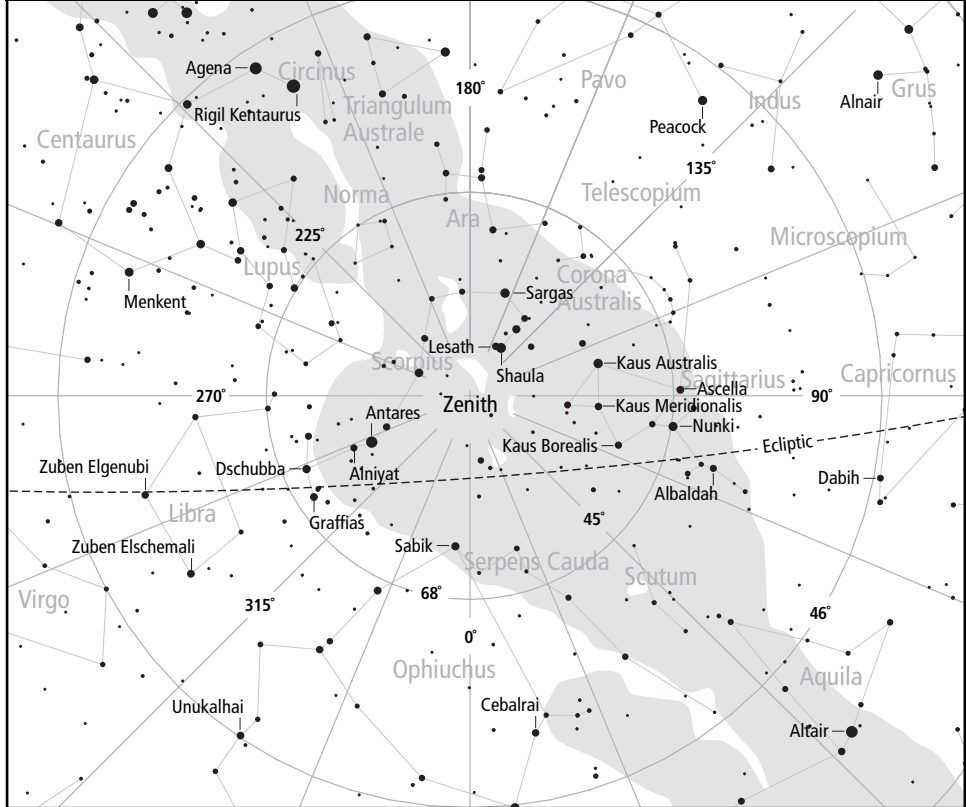 Agena
Circinus
180°
Pavo
Rigil Kentaurus
Triangulum
Australe
Indus
Alnair
Grus
Peacock
Centaurus
135°
Norma
Telescopium
Ara
225°
Microscopium
Lupus
Corona
Australis
Menkent
Sargas
Lesath
Scorpius
Shaula
Kaus Australis
Sagittarius
Capricornus
Ascella
270°
Zenith
Kaus Meridionalis
90°
Antares
Nunki
Kaus Borealis
Ecliptic
Zuben Elgenubi
Dschubba
Alniyat
Dabih
Albaldah
Libra
Graffias
45°
Zuben Elschemali
Sabik
Serpens Cauda
Scutum
Virgo
315°
68°
46°
0°
Ophiuchus
Aquila
Unukalhai
Cebalrai
Altair